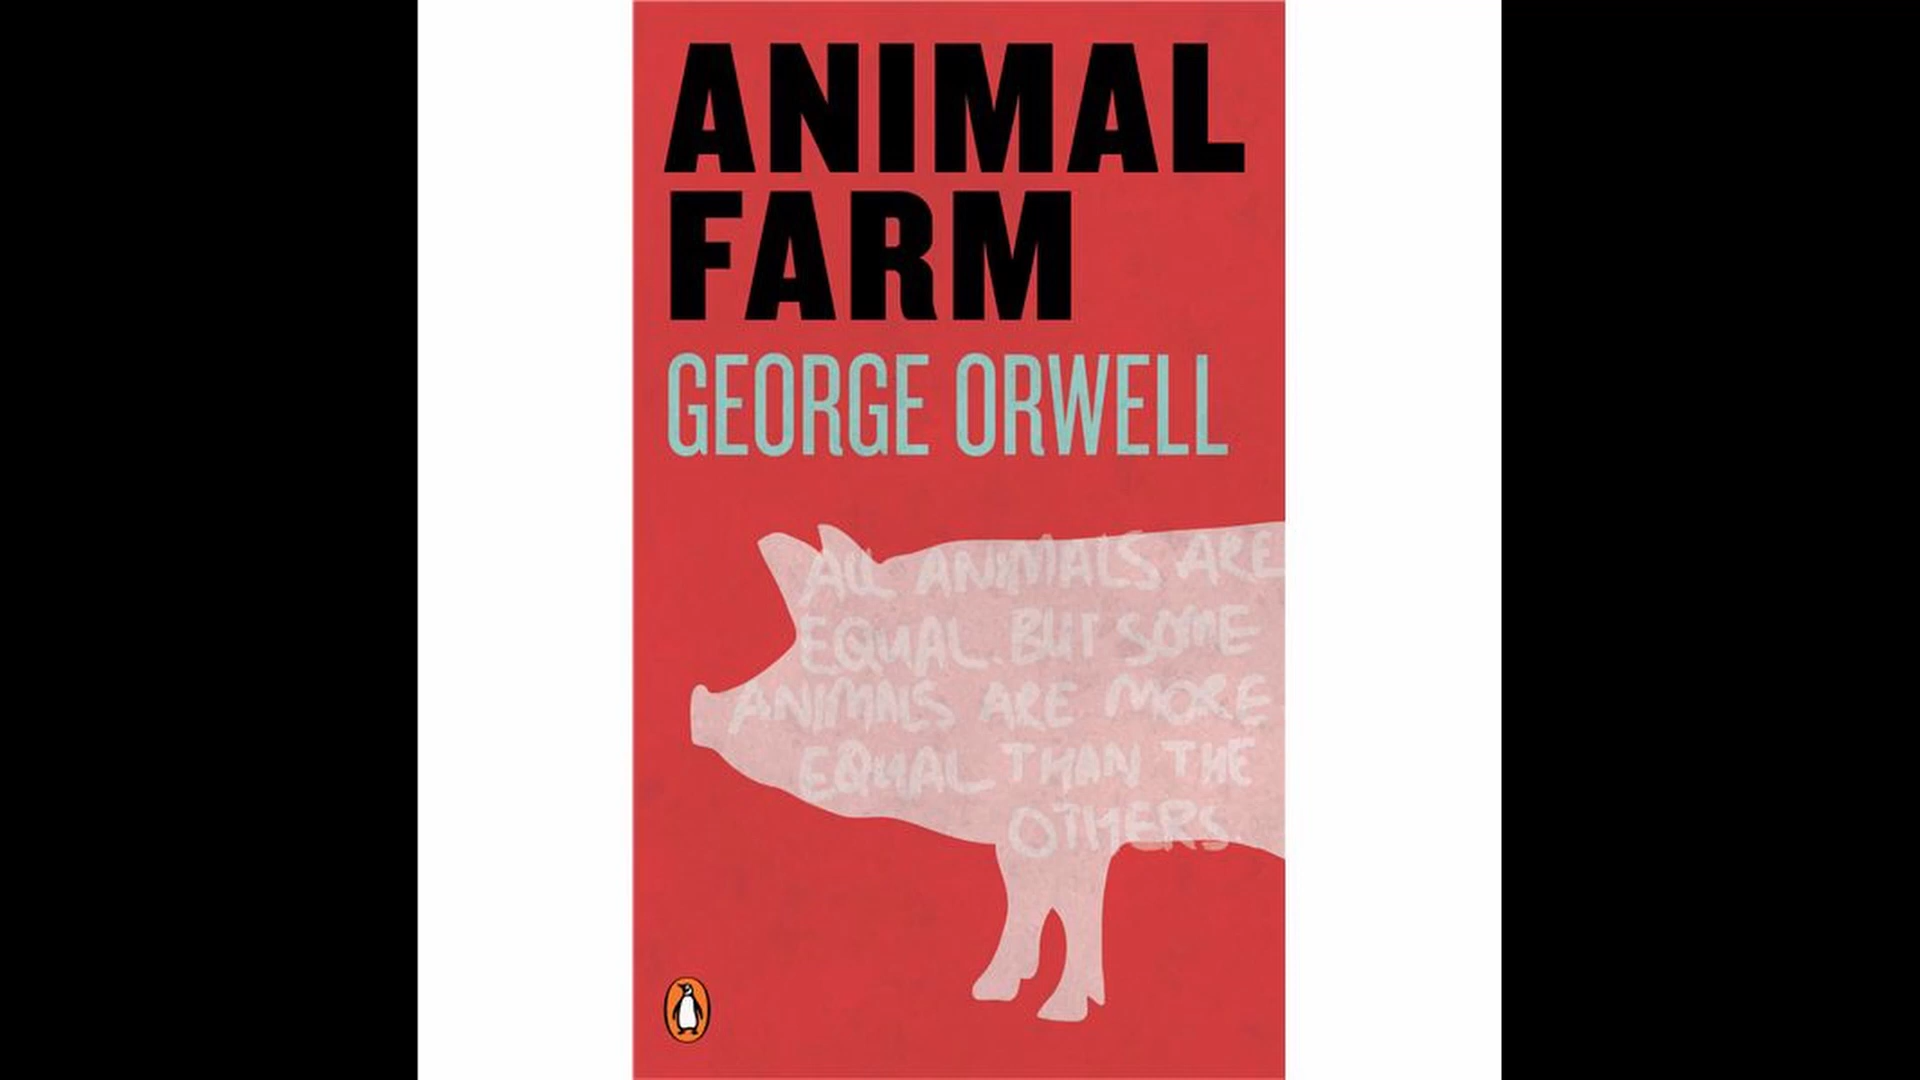 ANIMAL
FARM
GEORGE ORWELL
ALL ANIMALS ARE
EQUAL. BUT SOME
ANIMALS ARE MORE
EQUAL THAN THE
OTHERS.